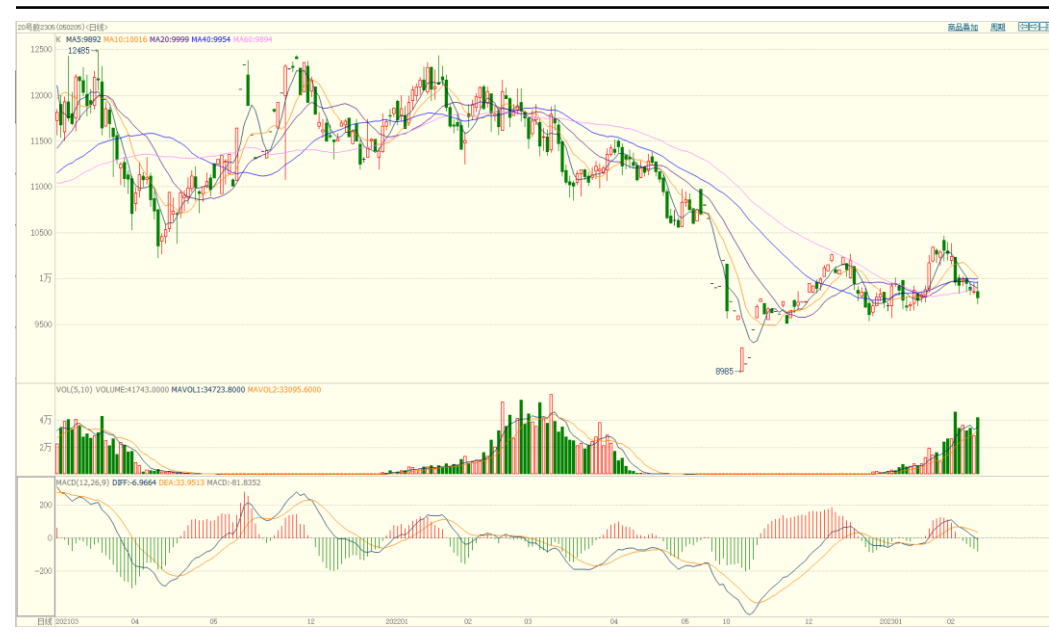 20号胶2305(050205)<日线> 商品叠加 周期
K MA5:9892 MA10:10016 MA20:9999 MA40:9954 MA60:9894
12500
12485
12000
11500
11000
10500
1万
9500
8985
VOL(5,10) VOLUME:41743.0000 MAVOL1:34723.8000 MAVOL2:33095.6000
4万
2万
MACD(12,26,9) DIFF:-6.9664 DEA:33.9513 MACD:-81.8352
200
0
-200
日线 202103 04 05 12 202201 02 03 04 05 10 12 202301 02